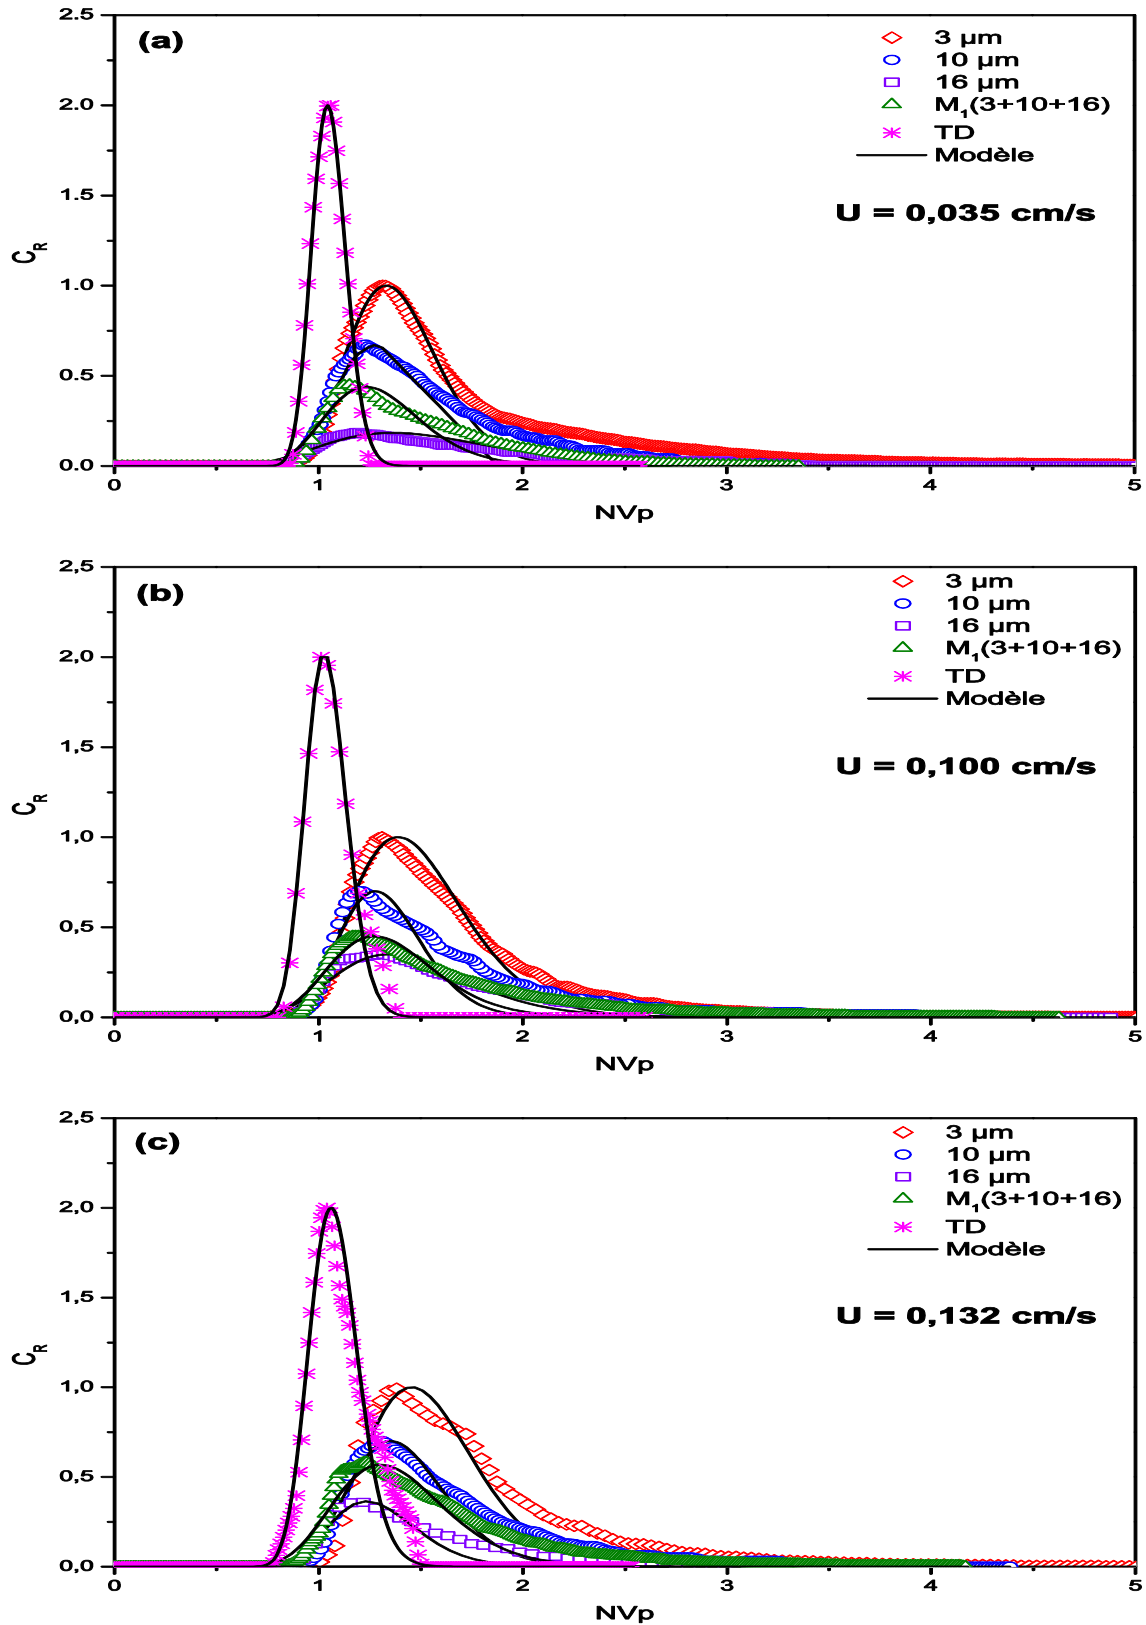 (a)
2.5
2.0
1.5
1.0
0.5
0.0
C_R
0 1 2 3 4 5
NVp
3 µm
10 µm
16 µm
M₁(3+10+16)
TD
Modèle
U = 0,035 cm/s
(b)
2,5
2,0
1,5
1,0
0,5
0,0
C_R
0 1 2 3 4 5
NVp
3 µm
10 µm
16 µm
M₁(3+10+16)
TD
Modèle
U = 0,100 cm/s
(c)
2,5
2,0
1,5
1,0
0,5
0,0
C_R
0 1 2 3 4 5
NVp
3 µm
10 µm
16 µm
M₁(3+10+16)
TD
Modèle
U = 0,132 cm/s